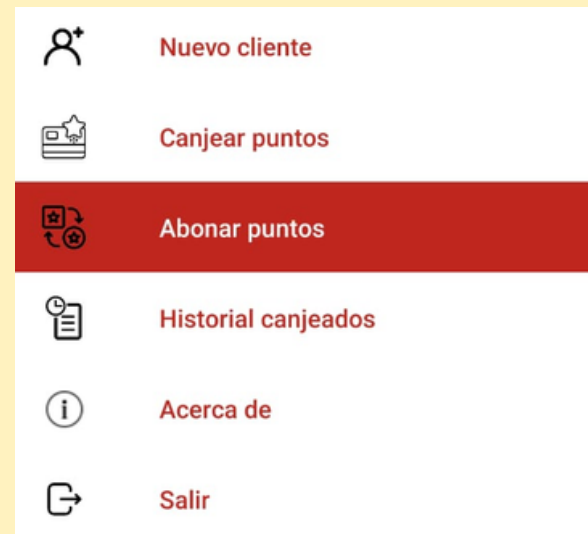 Nuevo cliente
Canjear puntos
Abonar puntos
Historial canjeados
Acerca de
Salir